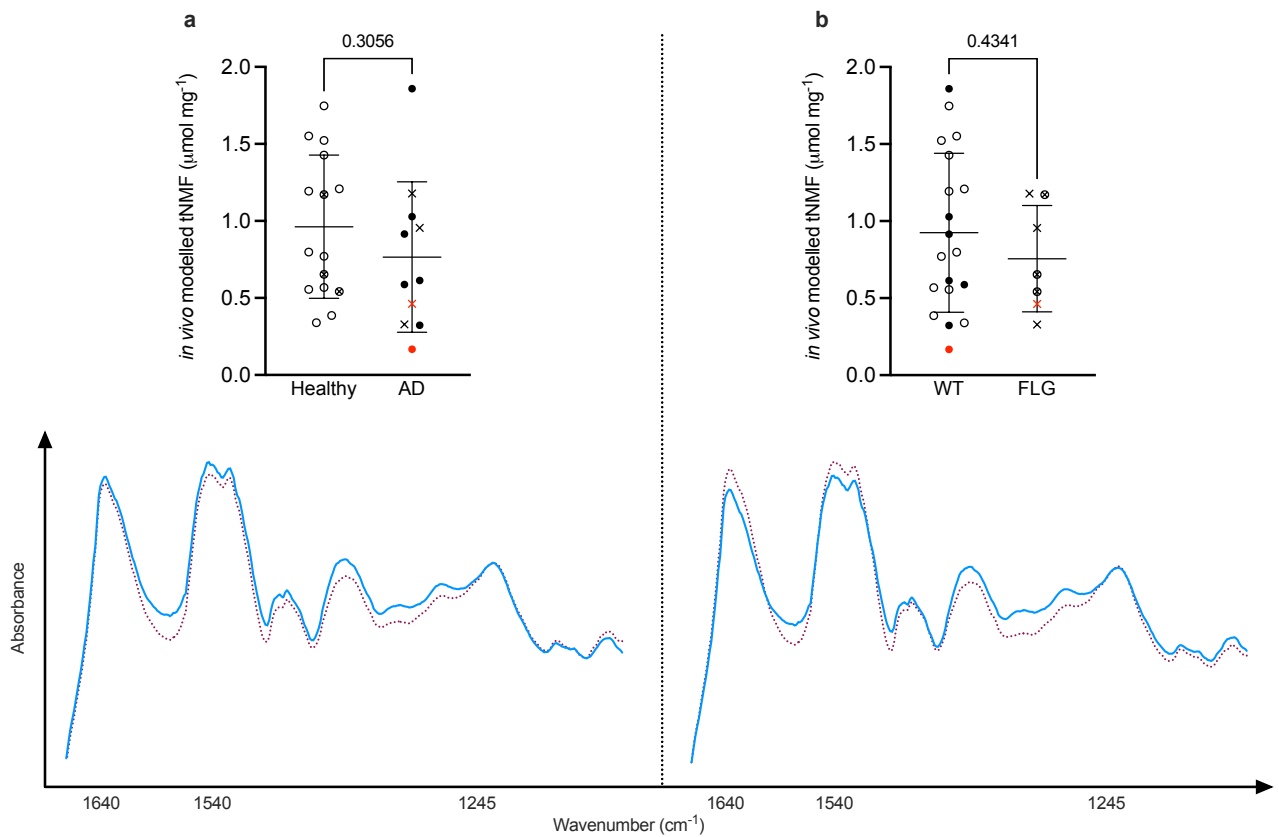 a
0.3056
2.0
1.5
1.0
0.5
0.0
in vivo modelled tNMF (μmol mg-1)
Healthy AD
b
0.4341
2.0
1.5
1.0
0.5
0.0
in vivo modelled tNMF (μmol mg-1)
WT FLG
Absorbance
1640 1540 1245
1640 1540 1245
Wavenumber (cm-1)